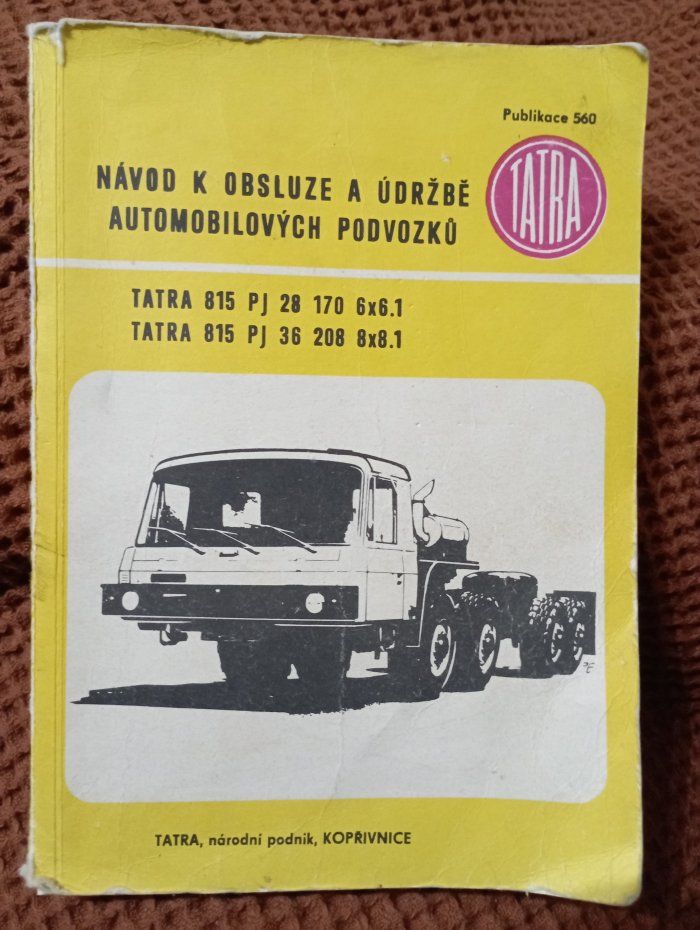 Publikace 560
TATRA
NÁVOD K OBSLUZE A ÚDRŽBĚ
AUTOMOBILOVÝCH PODVOZKŮ
TATRA 815 PJ 28 170 6x6.1
TATRA 815 PJ 36 208 8x8.1
TATRA, národní podnik, KOPŘIVNICE